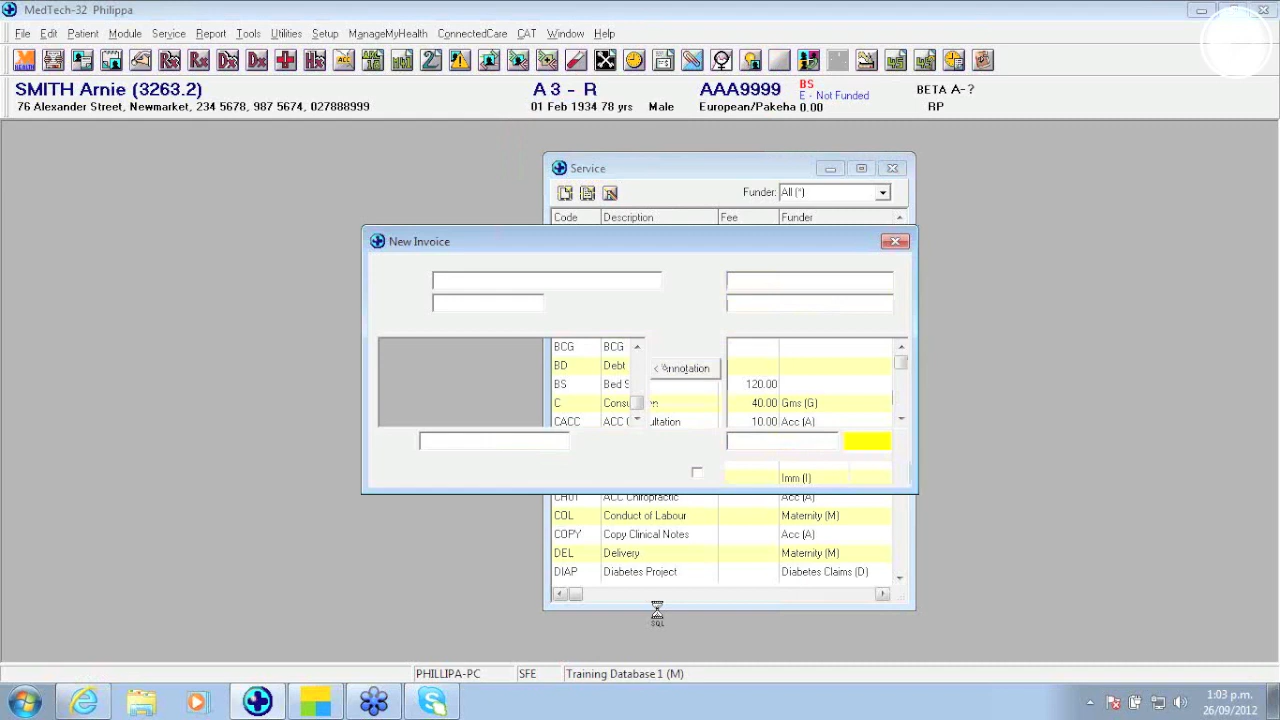 MedTech-32 Philippa
File Edit Patient Module Service Report Tools Utilities Setup ManageMyHealth ConnectedCare CAT Window Help
SMITH Arnie (3263.2) A 3 - R AAA9999 BS BETA A-?
E - Not Funded
76 Alexander Street, Newmarket, 234 5678, 987 5674, 027888999 01 Feb 1934 78 yrs Male European/Pakeha 0.00 RP
Service
Funder: All (*)
Code Description Fee Funder
New Invoice
BCG BCG
BD Debt
< Annotation
BS Bed S 120.00
C 40.00 Gms (G)
CACC ACC ultation 10.00 Acc (A)
Imm (I)
ACC Chiropractic Acc (A)
COL Conduct of Labour Maternity (M)
COPY Copy Clinical Notes Acc (A)
DEL Delivery Maternity (M)
DIAP Diabetes Project Diabetes Claims (D)
SQL
PHILLIPA-PC SFE Training Database1 (M)
1:03 p.m.
26/09/2012